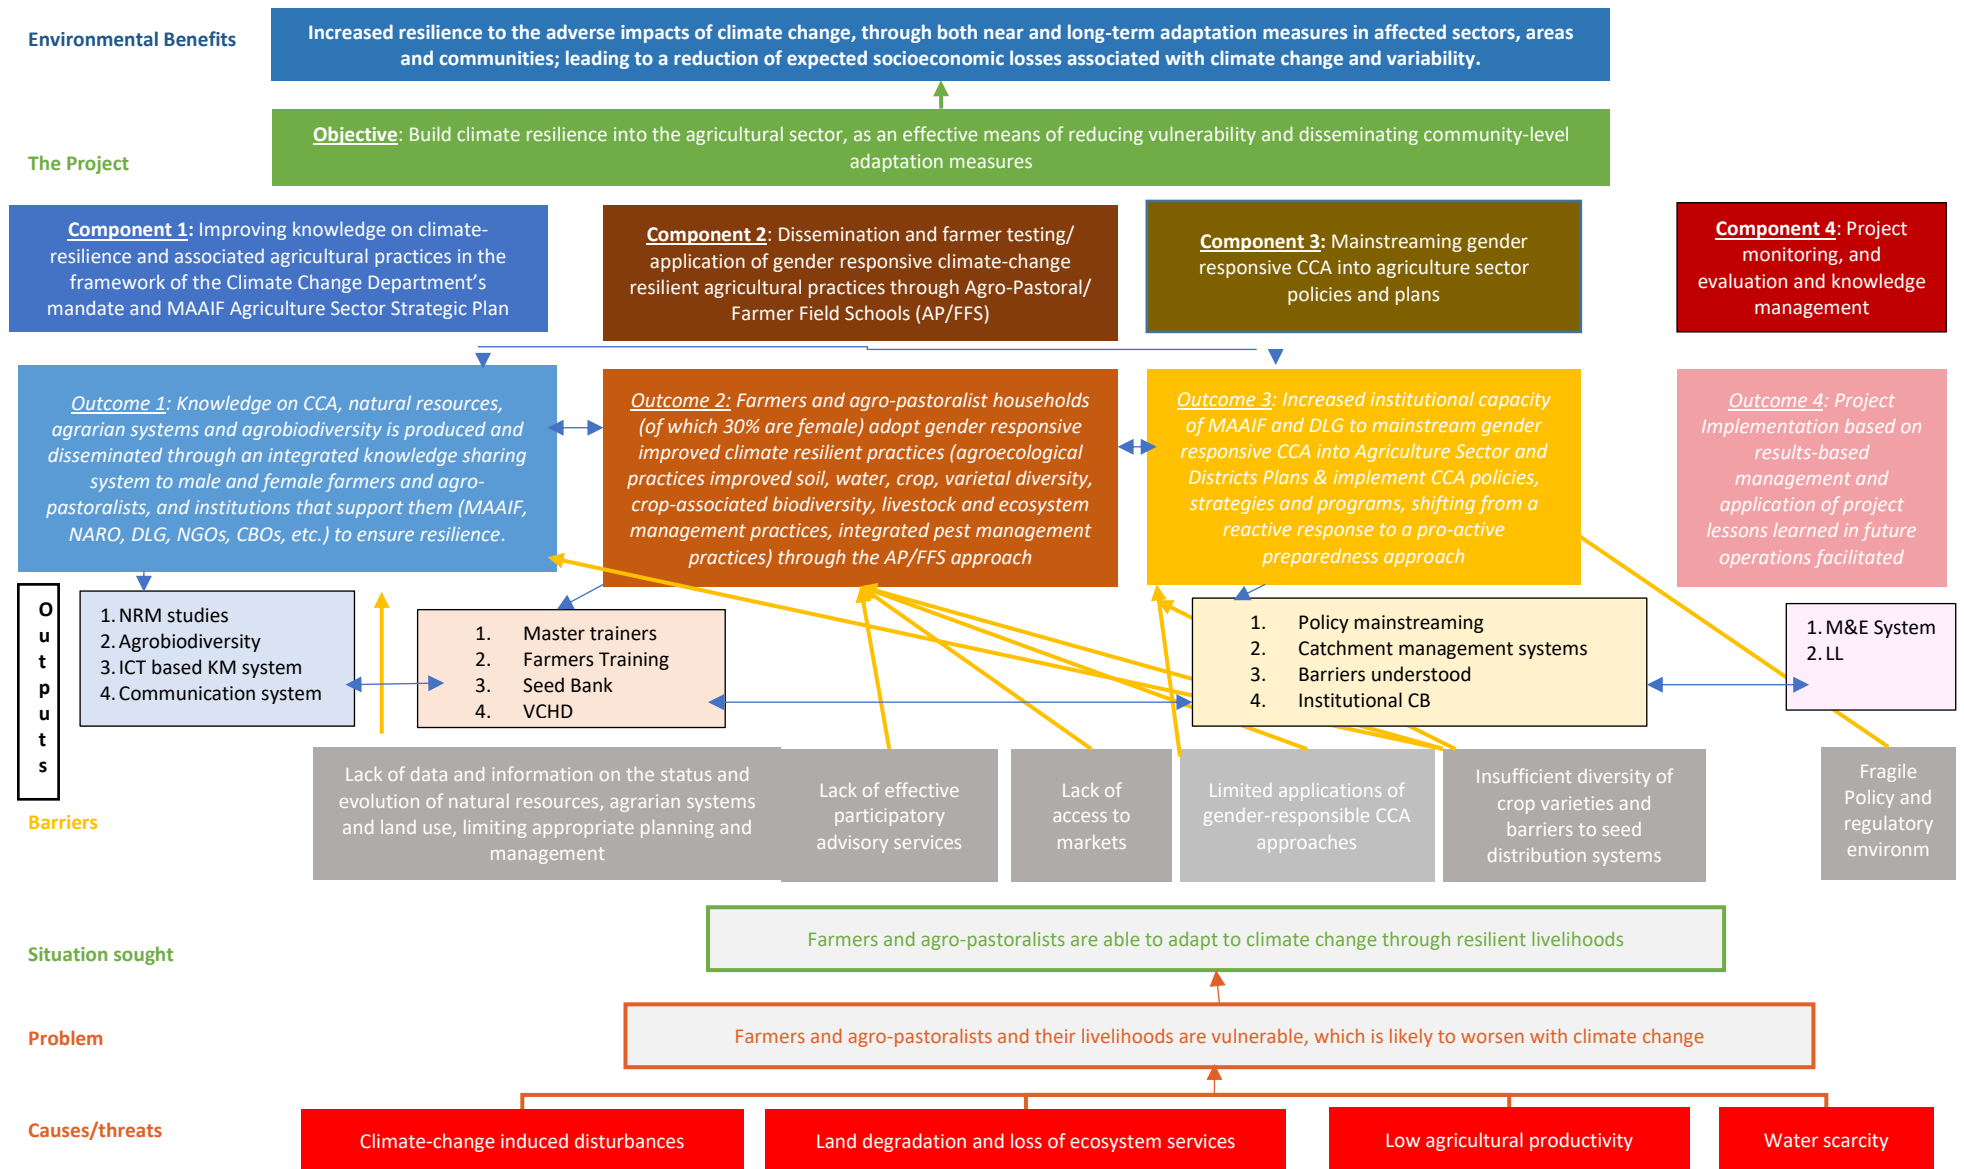 Environmental Benefits
Increased resilience to the adverse impacts of climate change, through both near and long-term adaptation measures in affected sectors, areas
and communities; leading to a reduction of expected socioeconomic losses associated with climate change and variability.
The Project
Objective: Build climate resilience into the agricultural sector, as an effective means of reducing vulnerability and disseminating community-level
adaptation measures
Component 1: Improving knowledge on climate-
resilience and associated agricultural practices in the
framework of the Climate Change Department's
mandate and MAAIF Agriculture Sector Strategic Plan
Component 2: Dissemination and farmer testing/
application of gender responsive climate-change
resilient agricultural practices through Agro-Pastoral/
Farmer Field Schools (AP/FFS)
Component 3: Mainstreaming gender
responsive CCA into agriculture sector
policies and plans
Component 4: Project
monitoring, and
evaluation and knowledge
management
Outcome 1: Knowledge on CCA, natural resources,
agrarian systems and agrobiodiversity is produced and
disseminated through an integrated knowledge sharing
system to male and female farmers and agro-
pastoralists, and institutions that support them (MAAIF,
NARO, DLG, NGOs, CBOs, etc.) to ensure resilience.
Outcome 2: Farmers and agro-pastoralist households
(of which 30% are female) adopt gender responsive
improved climate resilient practices (agroecological
practices improved soil, water, crop, varietal diversity,
crop-associated biodiversity, livestock and ecosystem
management practices, integrated pest management
practices) through the AP/FFS approach
Outcome 3: Increased institutional capacity
of MAAIF and DLG to mainstream gender
responsive CCA into Agriculture Sector and
Districts Plans & implement CCA policies,
strategies and programs, shifting from a
reactive response to a pro-active
preparedness approach
Outcome 4: Project
Implementation based on
results-based
management and
application of project
lessons learned in future
operations facilitated
O
u
t
p
u
t
s
1. NRM studies
2. Agrobiodiversity
3. ICT based KM system
4. Communication system
1. Master trainers
2. Farmers Training
3. Seed Bank
4. VCHD
1. Policy mainstreaming
2. Catchment management systems
3. Barriers understood
4. Institutional CB
1. M&E System
2. LL
Barriers
Lack of data and information on the status and
evolution of natural resources, agrarian systems
and land use, limiting appropriate planning and
management
Lack of effective
participatory
advisory services
Lack of
access to
markets
Limited applications of
gender-responsible CCA
approaches
Insufficient diversity of
crop varieties and
barriers to seed
distribution systems
Fragile
Policy and
regulatory
environm
Situation sought
Farmers and agro-pastoralists are able to adapt to climate change through resilient livelihoods
Problem
Farmers and agro-pastoralists and their livelihoods are vulnerable, which is likely to worsen with climate change
Causes/threats
Climate-change induced disturbances
Land degradation and loss of ecosystem services
Low agricultural productivity
Water scarcity